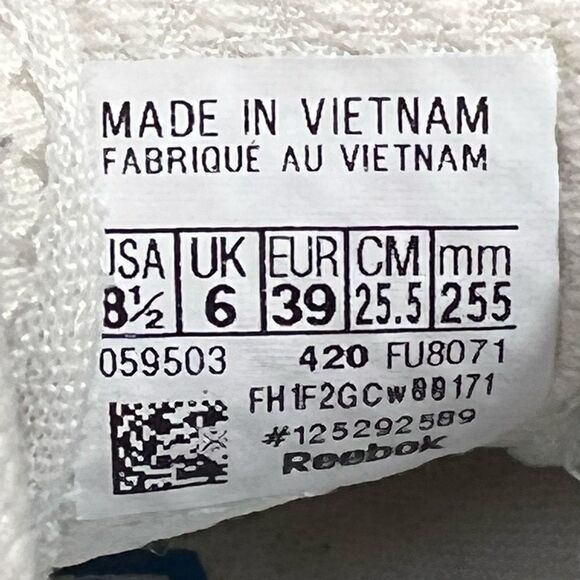 MADE IN VIETNAM
FABRIQUÉ AU VIETNAM
USA UK EUR CM mm
8½ 6 39 25.5 255
059503 420 FU8071
#125292589
Reebok